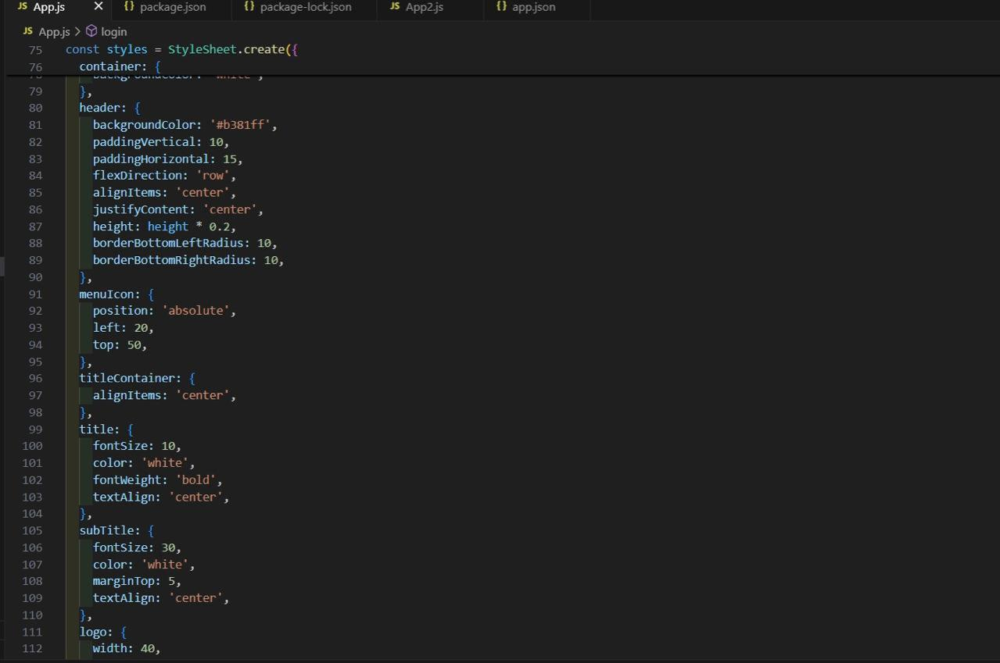 JS App.js × {} package.json {} package-lock.json JS App2.js {} app.json
JS App.js > login
75 const styles = StyleSheet.create({
76 container: {
78 backgroundColor: 'white',
79 },
80 header: {
81 backgroundColor: '#b381ff',
82 paddingVertical: 10,
83 paddingHorizontal: 15,
84 flexDirection: 'row',
85 alignItems: 'center',
86 justifyContent: 'center',
87 height: height * 0.2,
88 borderBottomLeftRadius: 10,
89 borderBottomRightRadius: 10,
90 },
91 menuIcon: {
92 position: 'absolute',
93 left: 20,
94 top: 50,
95 },
96 titleContainer: {
97 alignItems: 'center',
98 },
99 title: {
100 fontSize: 10,
101 color: 'white',
102 fontWeight: 'bold',
103 textAlign: 'center',
104 },
105 subTitle: {
106 fontSize: 30,
107 color: 'white',
108 marginTop: 5,
109 textAlign: 'center',
110 },
111 logo: {
112 width: 40,